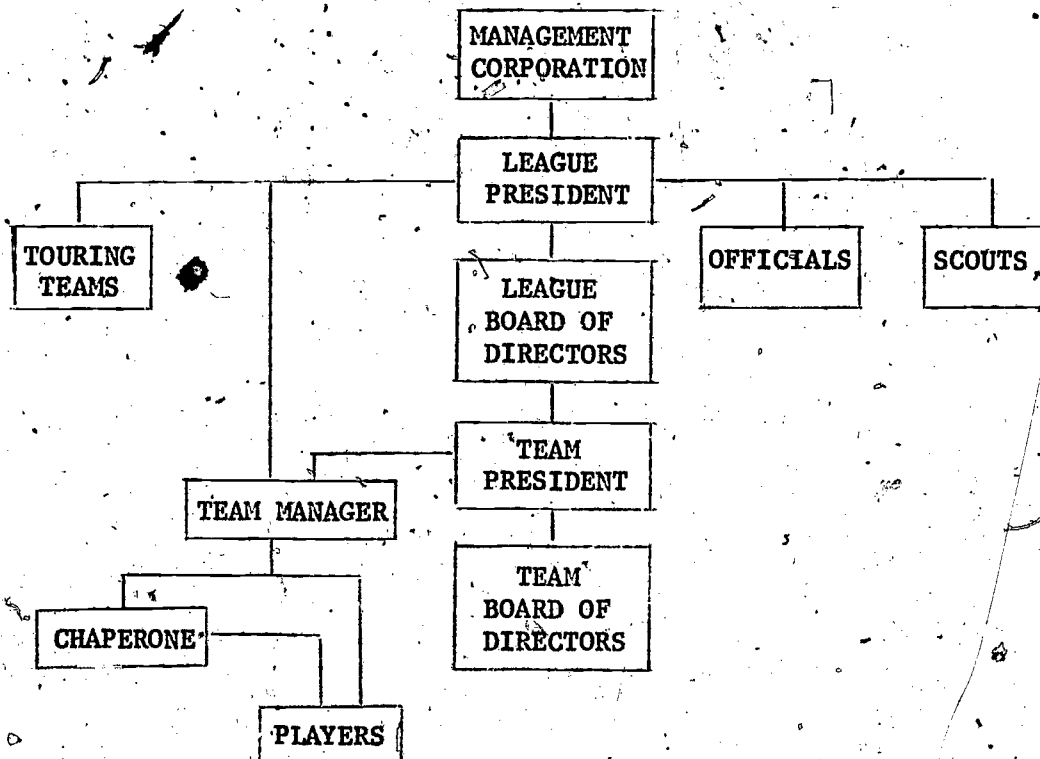 MANAGEMENT
CORPORATION
LEAGUE
PRESIDENT
TOURING
TEAMS
OFFICIALS
SCOUTS
LEAGUE
BOARD OF
DIRECTORS
TEAM
PRESIDENT
TEAM MANAGER
TEAM
BOARD OF
DIRECTORS
CHAPERONE
PLAYERS